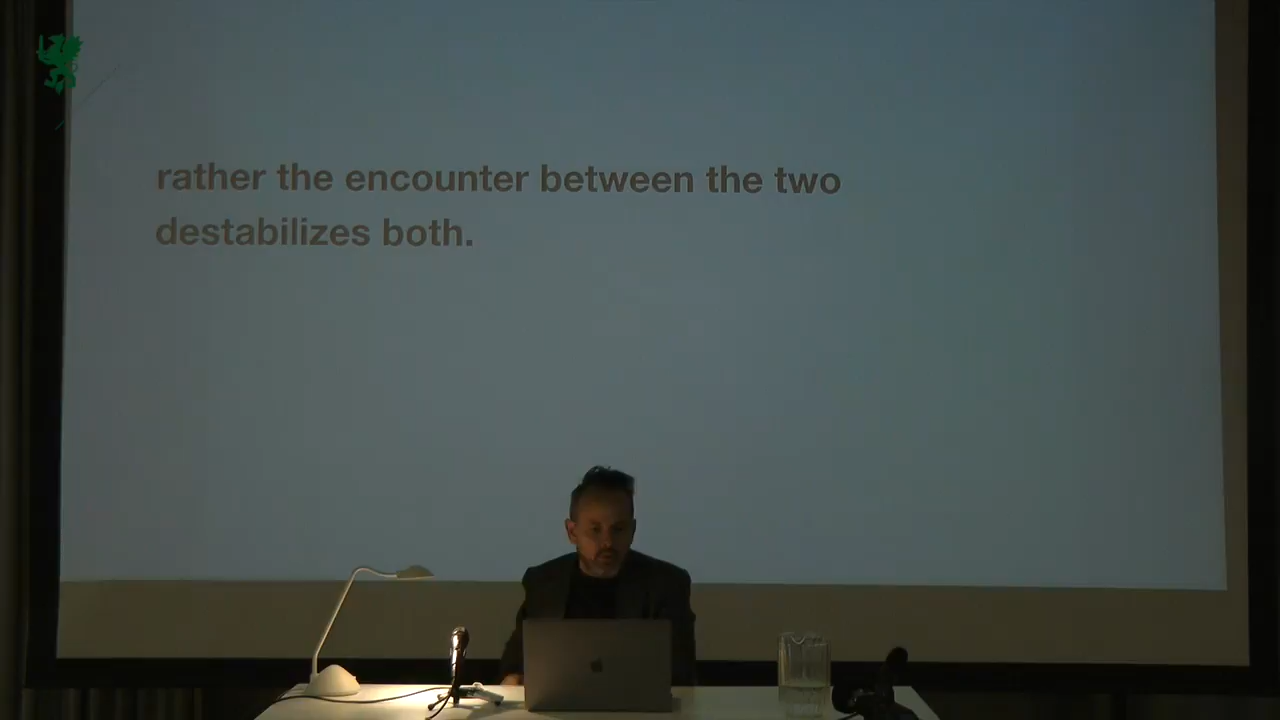 rather the encounter between the two
destabilizes both.